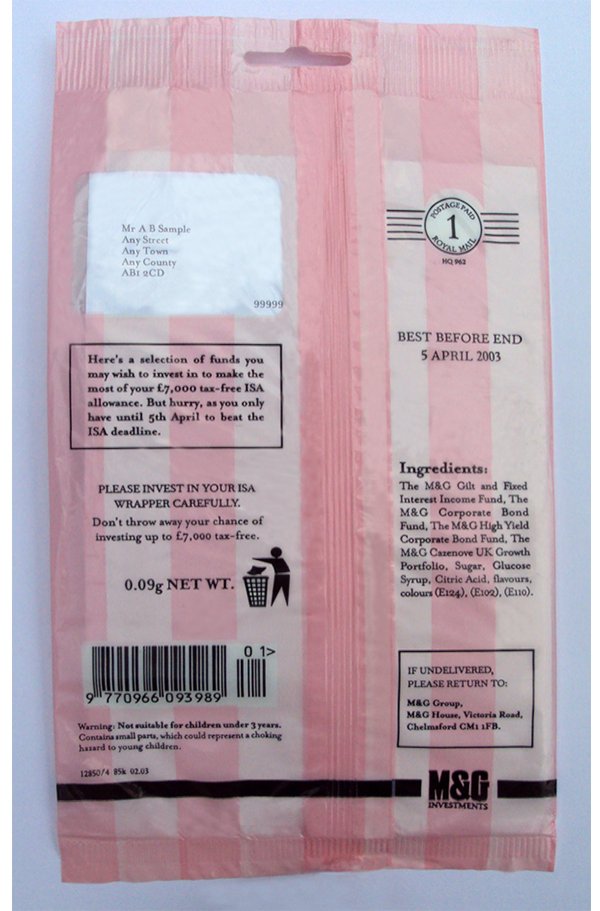 Mr A B Sample
Any Street
Any Town
Any County
AB1 2CD
99999
Here's a selection of funds you
may wish to invest in to make the
most of your £7,000 tax-free ISA
allowance. But hurry, as you only
have until 5th April to beat the
ISA deadline.
PLEASE INVEST IN YOUR ISA
WRAPPER CAREFULLY.
Don't throw away your chance of
investing up to £7,000 tax-free.
0.09g NET WT.
0 1>
9 770966 093989
Warning: Not suitable for children under 3 years.
Contains small parts, which could represent a choking
hazard to young children.
12850/4 85k 02.03
POSTAGE PAID
1
ROYAL MAIL
HQ 962
BEST BEFORE END
5 APRIL 2003
Ingredients:
The M&G Gilt and Fixed
Interest Income Fund, The
M&G Corporate Bond
Fund, The M&G High Yield
Corporate Bond Fund, The
M&G Cazenove UK Growth
Portfolio, Sugar, Glucose
Syrup, Citric Acid, flavours,
colours (E124), (E102), (E110).
IF UNDELIVERED,
PLEASE RETURN TO:
M&G Group,
M&G House, Victoria Road,
Chelmsford CM1 1FB.
M&G
INVESTMENTS